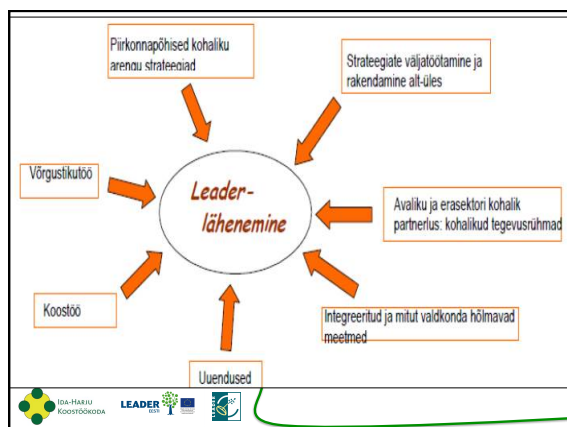 Piirkonnapõhised kohaliku
arengu strateegiad
Strateegiate väljatöötamine ja
rakendamine alt-üles
Võrgustikutöö
Leader-
lähenemine
Avaliku ja erasektori kohalik
partnerlus: kohalikud tegevusrühmad
Koostöö
Integreeritud ja mitut valdkonda hõlmavad
meetmed
Uuendused
IDA-HARJU
KOOSTÖÖKODA
LEADER
EESTI